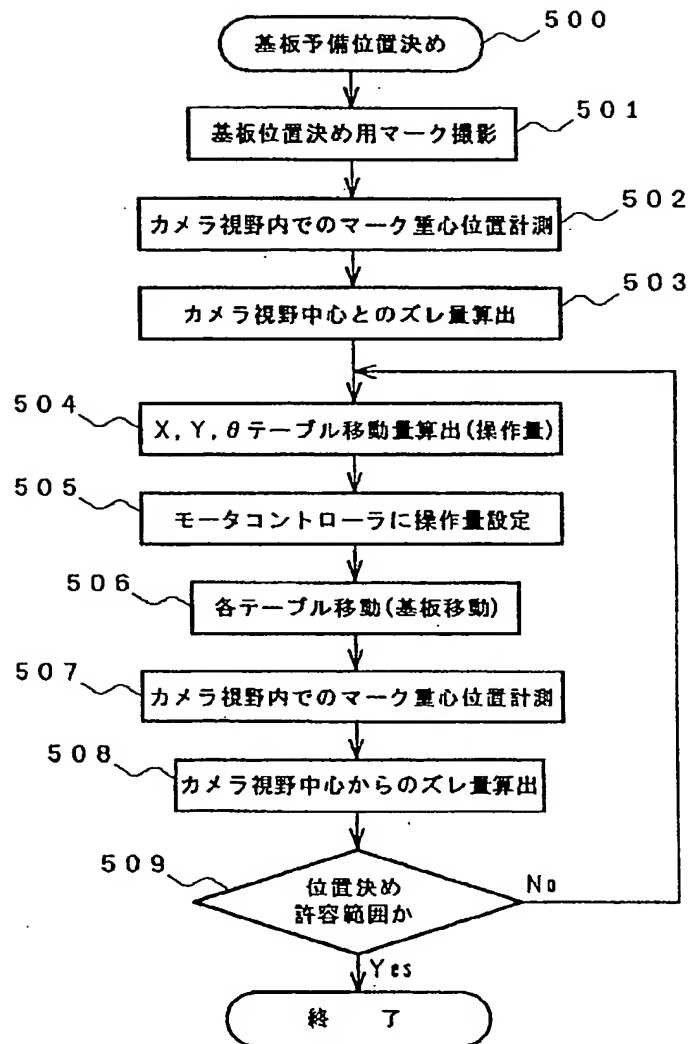 500
基板予備位置決め
501
基板位置決め用マーク撮影
502
カメラ視野内でのマーク重心位置計測
503
カメラ視野中心とのズレ量算出
504
X,Y,θテーブル移動量算出(操作量)
505
モータコントローラに操作量設定
506
各テーブル移動(基板移動)
507
カメラ視野内でのマーク重心位置計測
508
カメラ視野中心からのズレ量算出
509
位置決め
許容範囲か
No
Yes
終 了